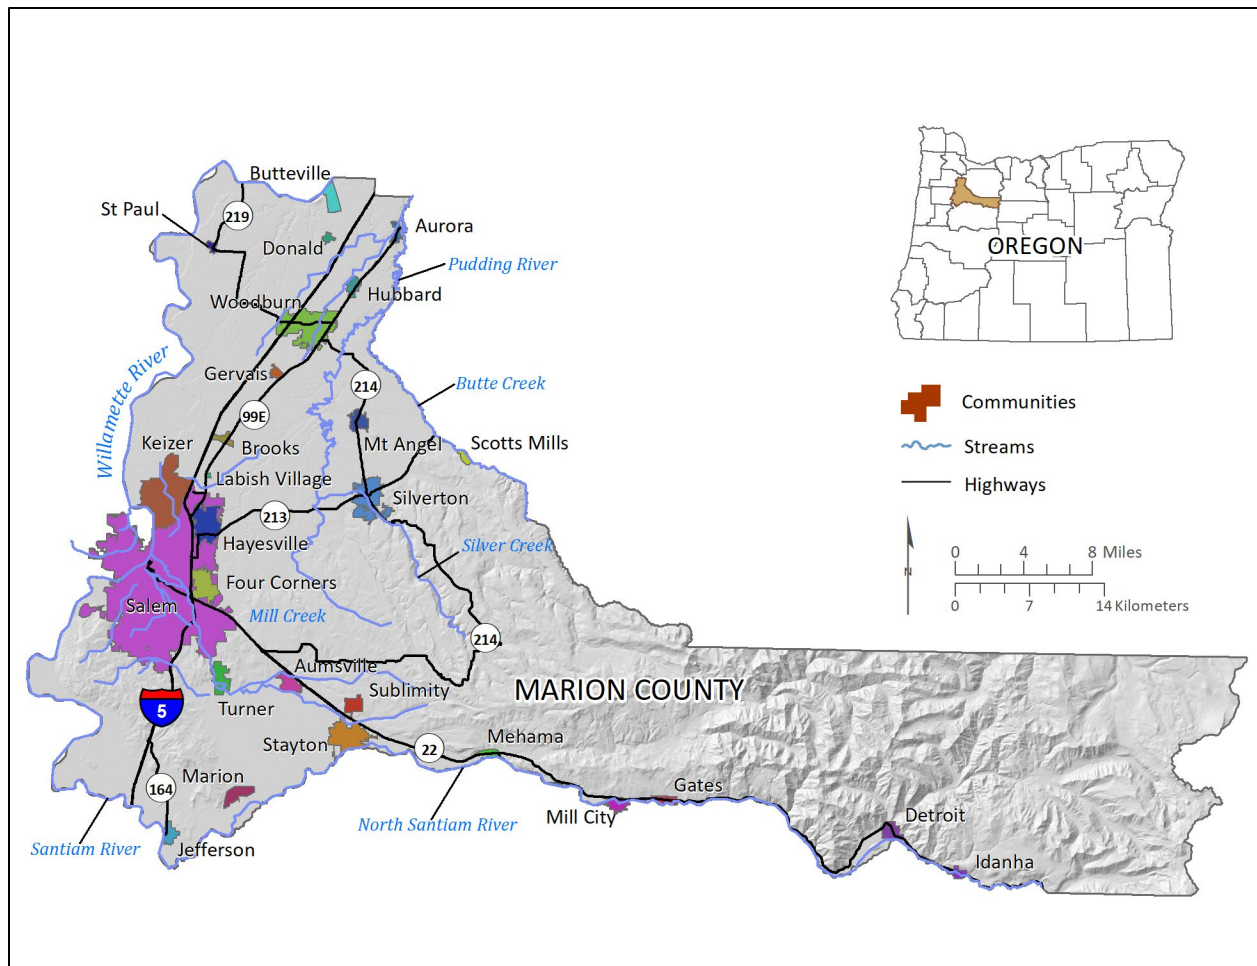 Butteville
St Paul
219
Donald
Aurora
Pudding River
Woodburn
Hubbard
OREGON
Willamette River
Gervais
214
Butte Creek
99E
Communities
Keizer
Brooks
Mt Angel
Scotts Mills
Streams
Labish Village
Silverton
Highways
213
Hayesville
Silver Creek
0 4 8 Miles
N
Four Corners
0 7 14 Kilometers
Salem
Mill Creek
214
Aumsville
Sublimity
MARION COUNTY
5
Turner
Stayton
22
Mehama
Marion
164
Gates
Mill City
North Santiam River
Detroit
Santiam River
Jefferson
Idanha